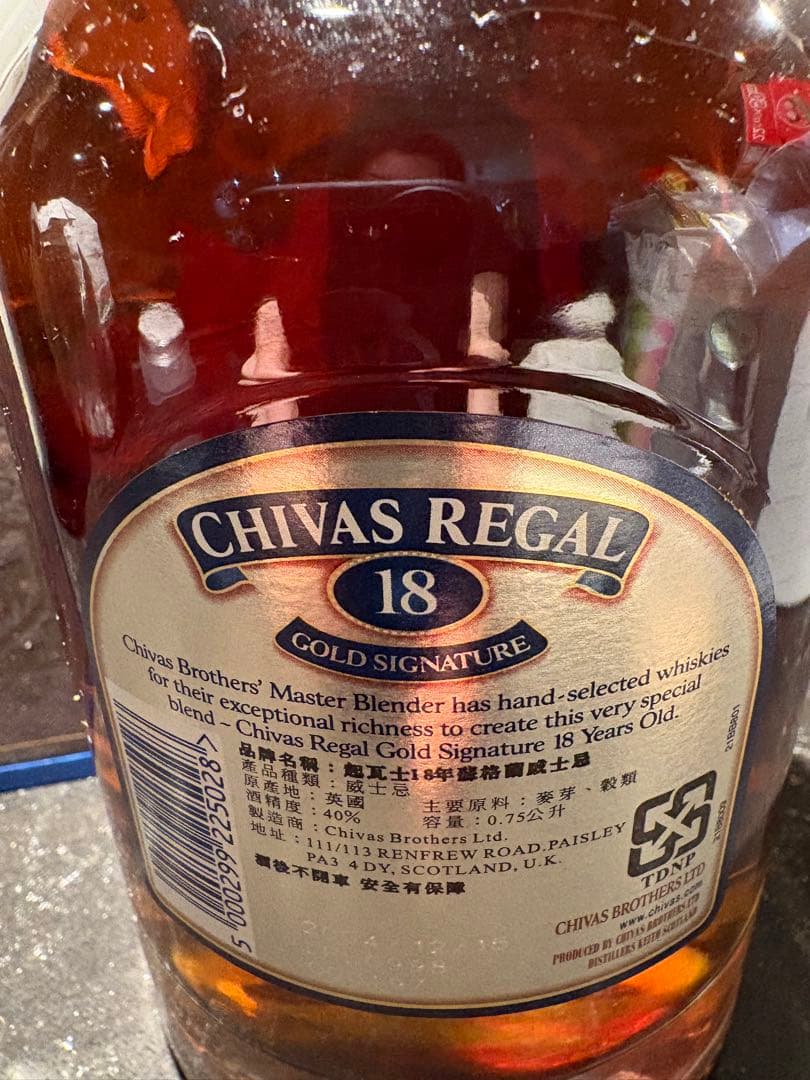 CHIVAS REGAL
18
GOLD SIGNATURE
Chivas Brothers' Master Blender has hand-selected whiskies
for their exceptional richness to create this very special
blend ~ Chivas Regal Gold Signature 18 Years Old.
品牌名稱：起瓦士18年蘇格蘭威士忌
產品種類：威士忌
原產地：英國 主要原料：麥芽、穀類
酒精度：40% 容量：0.75公升
製造商：Chivas Brothers Ltd.
地址：111/113 RENFREW ROAD.PAISLEY
PA3 4DY, SCOTLAND, U.K.
酒後不開車 安全有保障
5 000299 225028 >
TDNP
CHIVAS BROTHERS LTD
www.chivas.com
PRODUCED BY CHIVAS BROTHERS LTD
DISTILLERS KEITH SCOTLAND